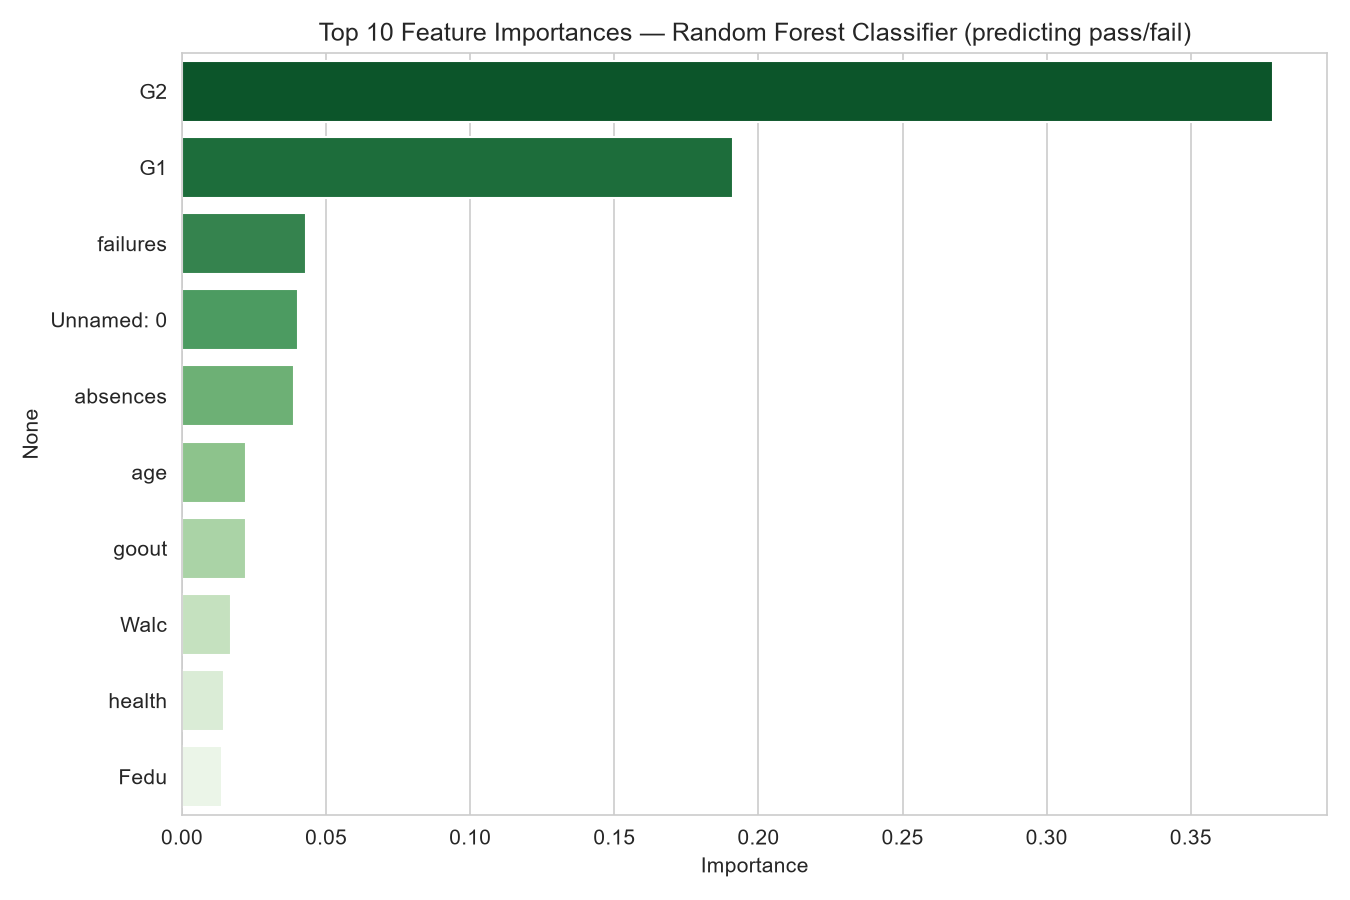 Top 10 Feature Importances — Random Forest Classifier (predicting pass/fail)
G2
G1
failures
Unnamed: 0
absences
age
goout
Walc
health
Fedu
None
0.00 0.05 0.10 0.15 0.20 0.25 0.30 0.35
Importance